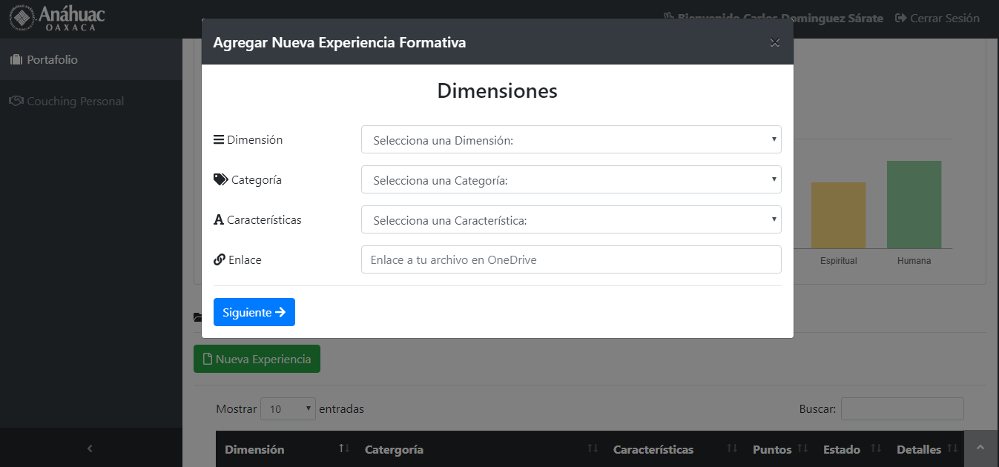 Anáhuac
OAXACA
Bienvenido Carlos Dominguez Sárate
Cerrar Sesión
Portafolio
Couching Personal
Agregar Nueva Experiencia Formativa
×
Dimensiones
Dimensión
Selecciona una Dimensión:
Categoría
Selecciona una Categoría:
Características
Selecciona una Característica:
Enlace
Enlace a tu archivo en OneDrive
Siguiente
Espiritual
Humana
Nueva Experiencia
Mostrar 10 entradas
Buscar:
Dimensión Catergoría Características Puntos Estado Detalles